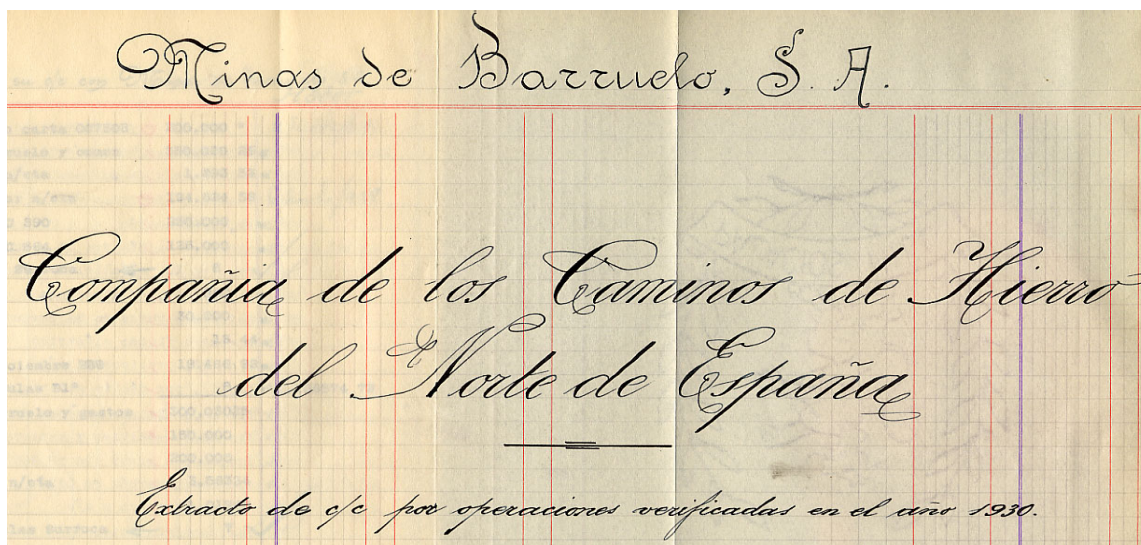 Minas de Barruelo, S. A.
Compañia de los Caminos de Hierro
del Norte de España
Extracto de c/c por operaciones verificadas en el año 1930.